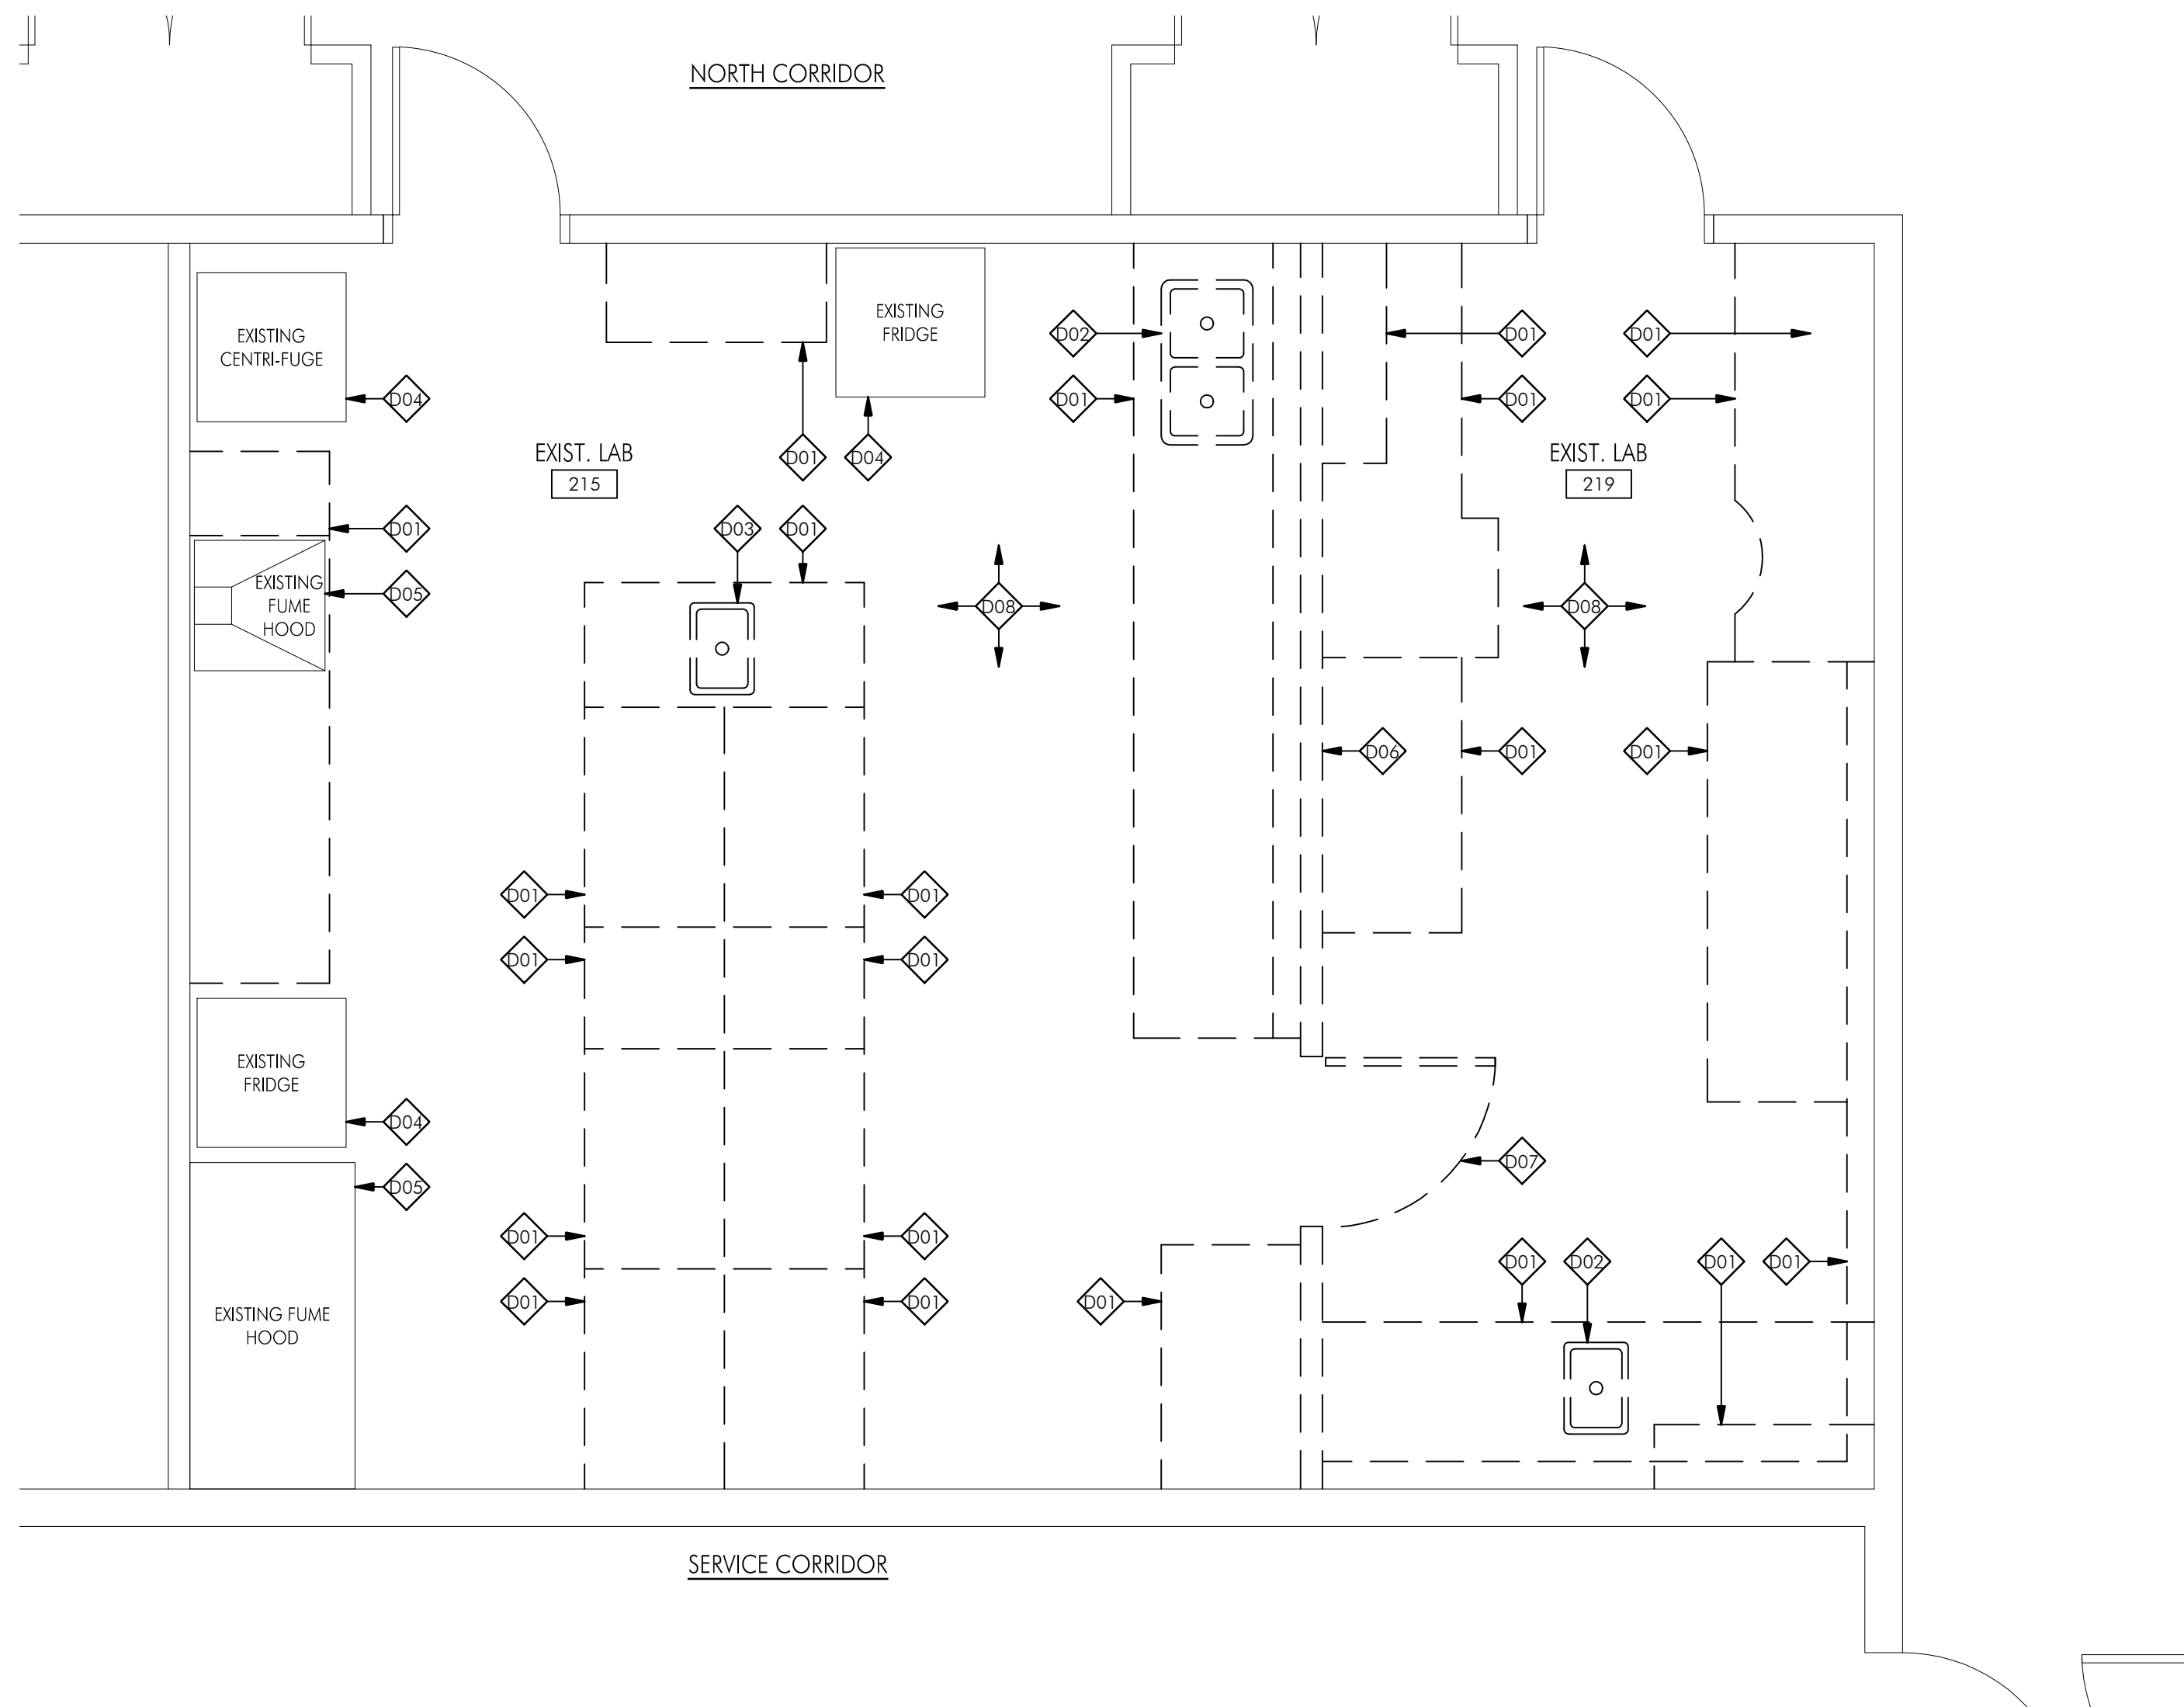 NORTH CORRIDOR
EXISTING
CENTRI-FUGE
EXISTING
FRIDGE
D02
D01
D01
D04
D01
D01
D01
EXIST. LAB
215
D01
D04
EXIST. LAB
219
D01
D03
D01
EXISTING
FUME
HOOD
D05
D08
D08
D06
D01
D01
D01
D01
D01
D01
EXISTING
FRIDGE
D04
D07
D05
D01
D01
D01
D02
D01
D01
D01
D01
D01
EXISTING FUME
HOOD
SERVICE CORRIDOR